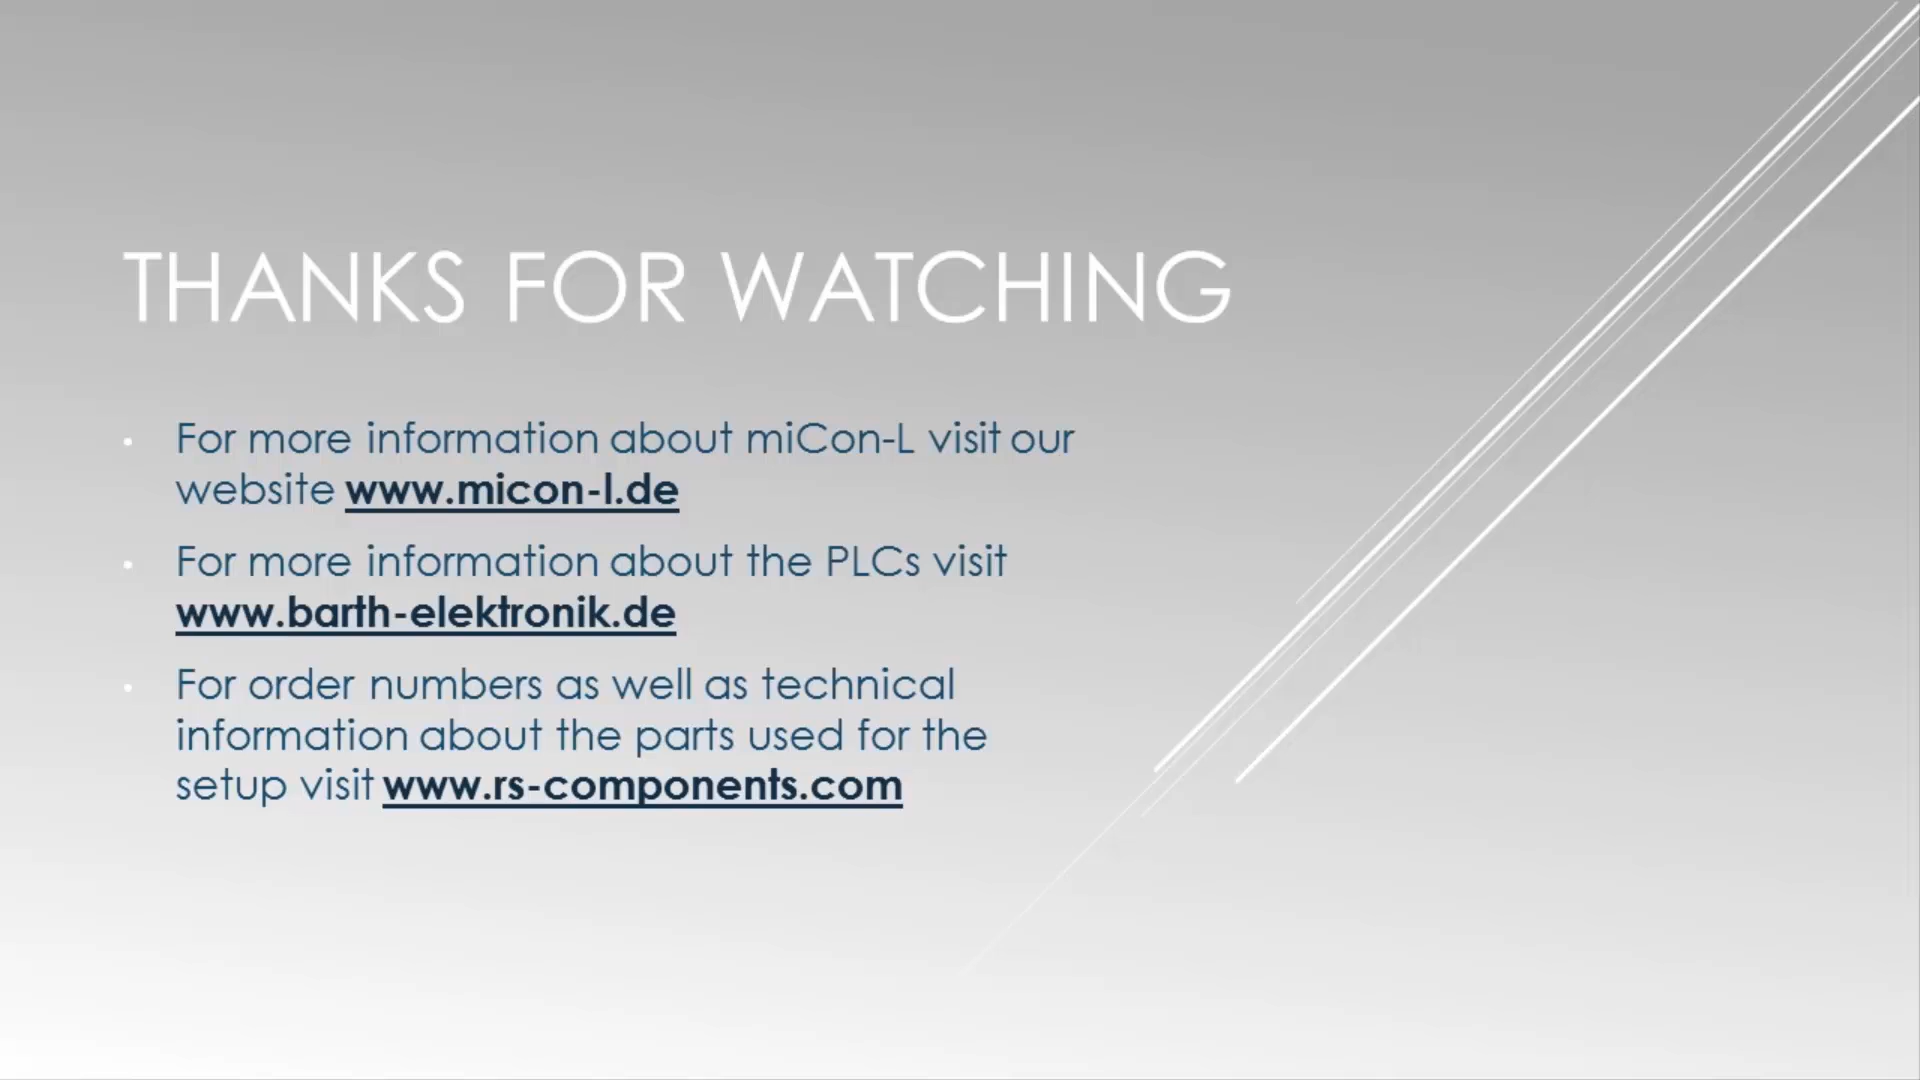 THANKS FOR WATCHING
For more information about miCon-L visit our
website www.micon-l.de
For more information about the PLCs visit
www.barth-elektronik.de
For order numbers as well as technical
information about the parts used for the
setup visit www.rs-components.com